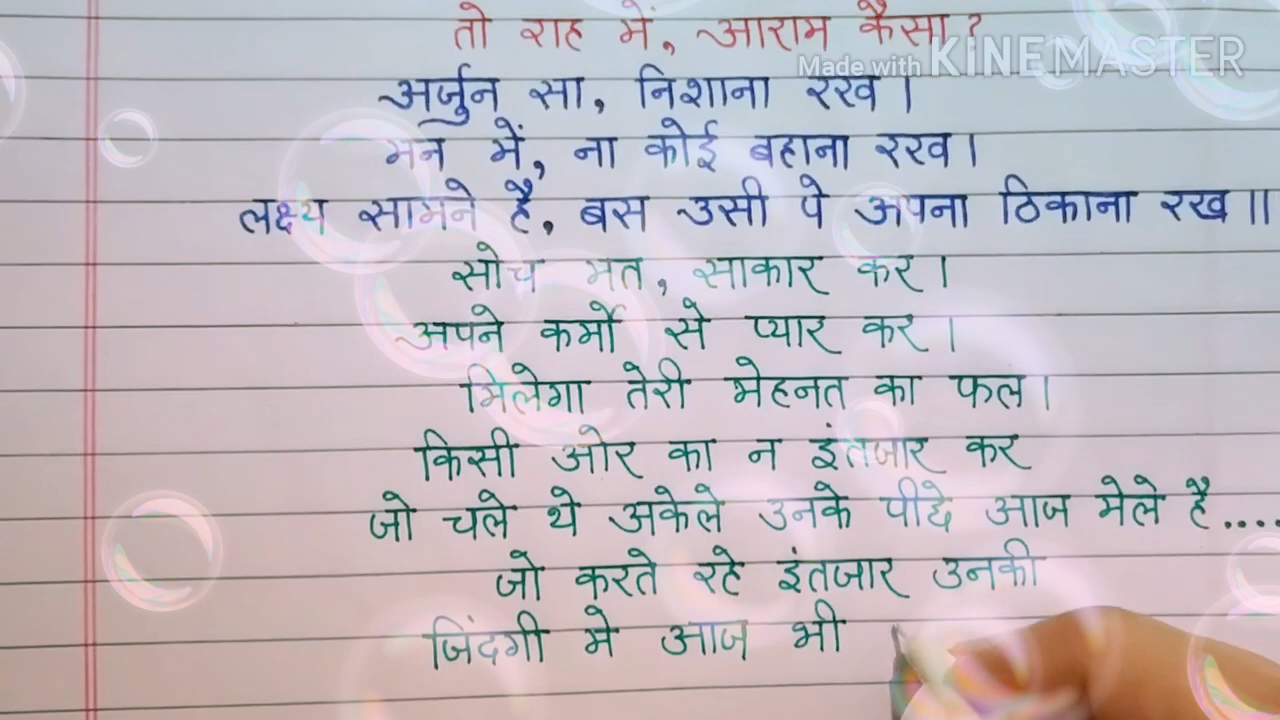 तो राह में, आराम कैसा?
Made with KINEMASTER
अर्जुन सा, निशाना रख।
मन में, ना कोई बहाना रख।
लक्ष्य सामने है, बस उसी पे अपना ठिकाना रख॥
सोच मत, साकार कर।
अपने कर्मो से प्यार कर।
मिलेगा तेरी मेहनत का फल।
किसी ओर का न इंतजार कर
जो चले थे अकेले उनके पीछे आज मेले है....
जो करते रहे इंतजार उनकी
जिंदगी मे आज भी